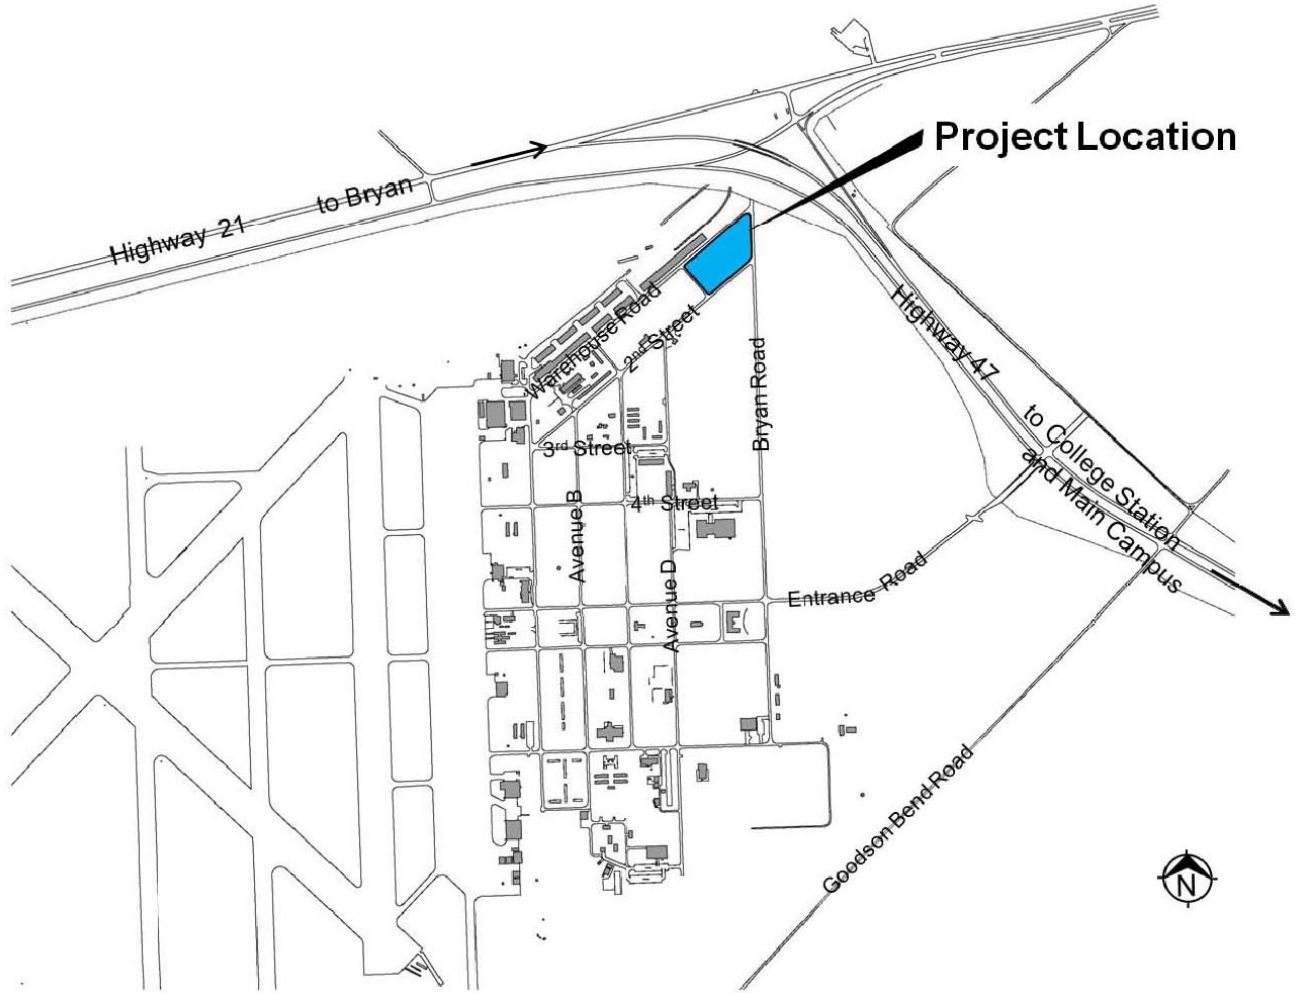 Project Location
to Bryan
Highway 21
Highway 47
Warehouse Road
2nd Street
Bryan Road
3rd Street
to College Station
and Main Campus
4th Street
Avenue B
Avenue D
Entrance Road
Goodson Bend Road
N